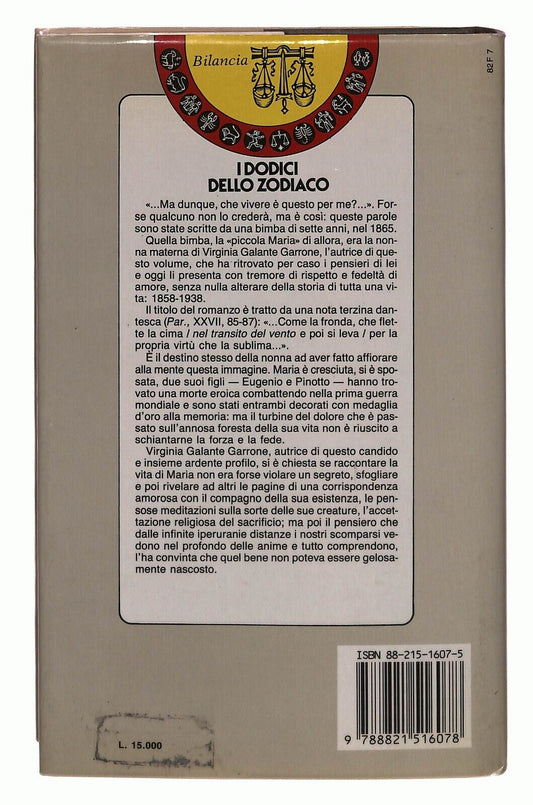 Bilancia
82 F 7
I DODICI
DELLO ZODIACO
«...Ma dunque, che vivere è questo per me?...». For-
se qualcuno non lo crederà, ma è così: queste parole
sono state scritte da una bimba di sette anni, nel 1865.
Quella bimba, la «piccola Maria» di allora, era la non-
na materna di Virginia Galante Garrone, l'autrice di que-
sto volume, che ha ritrovato per caso i pensieri di lei
e oggi li presenta con tremore di rispetto e fedeltà di
amore, senza nulla alterare della storia di tutta una vi-
ta: 1858-1938.
Il titolo del romanzo è tratto da una nota terzina dan-
tesca (Par., XXVII, 85-87): «...Come la fronda, che flet-
te la cima / nel transito del vento e poi si leva / per la
propria virtù che la sublima...».
È il destino stesso della nonna ad aver fatto affiorare
alla mente questa immagine. Maria è cresciuta, si è spo-
sata, due suoi figli — Eugenio e Pinotto — hanno tro-
vato una morte eroica combattendo nella prima guerra
mondiale e sono stati entrambi decorati con medaglia
d'oro alla memoria: ma il turbine del dolore che è pas-
sato sull'annosa foresta della sua vita non è riuscito a
schiantarne la forza e la fede.
Virginia Galante Garrone, autrice di questo candido
e insieme ardente profilo, si è chiesta se raccontare la
vita di Maria non era forse violare un segreto, sfogliare
e poi rivelare ad altri le pagine di una corrispondenza
amorosa con il compagno della sua esistenza, le pen-
sose meditazioni sulla sorte delle sue creature, l'accet-
tazione religiosa del sacrificio; ma poi il pensiero che
dalle infinite iperuranie distanze i nostri scomparsi ve-
dono nel profondo delle anime e tutto comprendono,
l'ha convinta che quel bene non poteva essere gelosa-
mente nascosto.
ISBN 88-215-1607-5
9 788821 516078
L. 15.000